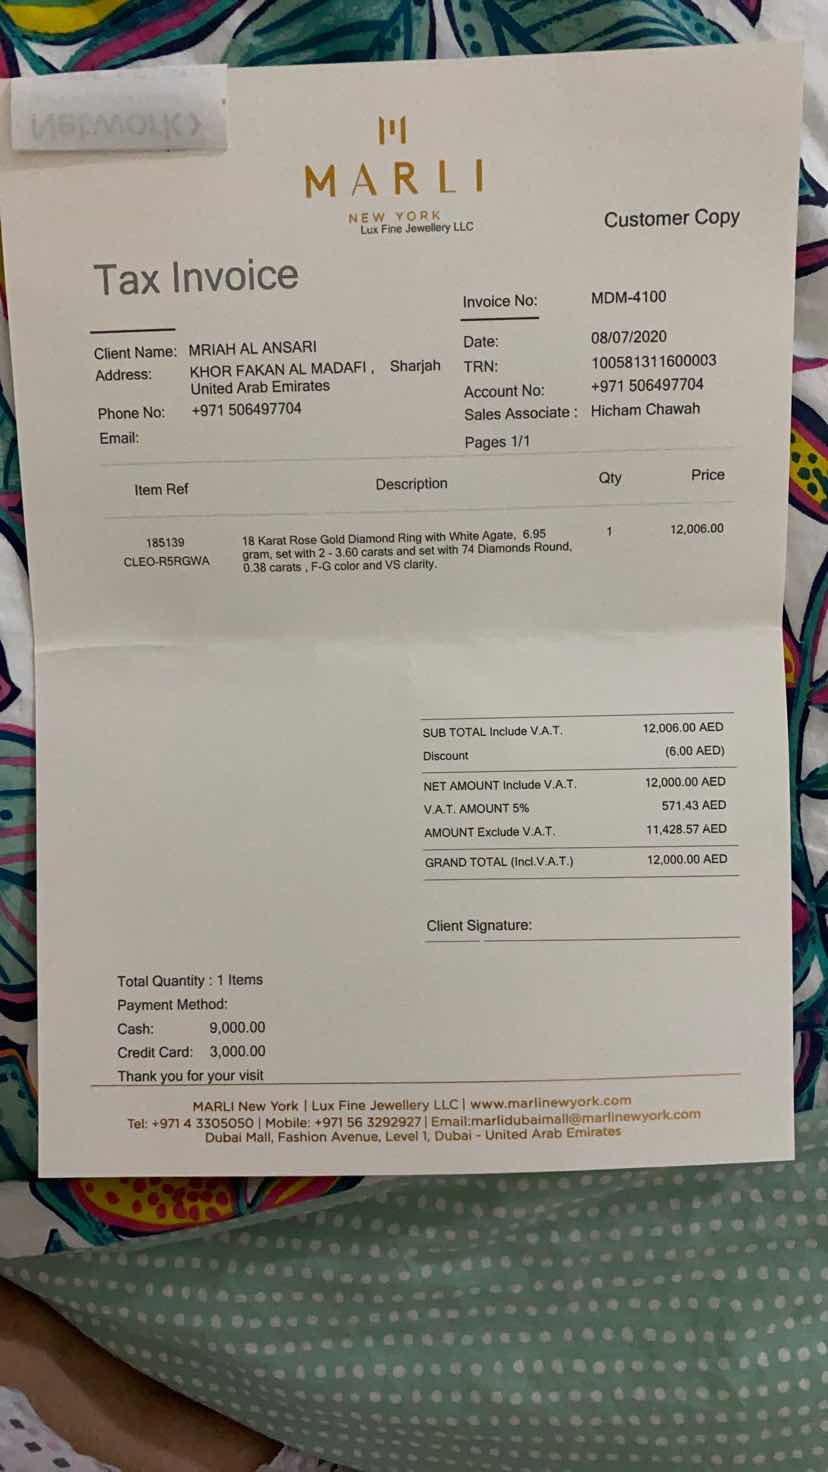 Network>
MARLI
NEW YORK
Lux Fine Jewellery LLC
Customer Copy
Tax Invoice
Invoice No: MDM-4100
Client Name: MRIAH AL ANSARI
Date: 08/07/2020
Address: KHOR FAKAN AL MADAFI , Sharjah
United Arab Emirates
TRN: 100581311600003
Phone No: +971 506497704
Account No: +971 506497704
Email:
Sales Associate : Hicham Chawah
Pages 1/1
Item Ref Description Qty Price
185139
CLEO-R5RGWA
18 Karat Rose Gold Diamond Ring with White Agate, 6.95
gram, set with 2 - 3.60 carats and set with 74 Diamonds Round,
0.38 carats , F-G color and VS clarity.
1 12,006.00
SUB TOTAL Include V.A.T. 12,006.00 AED
Discount (6.00 AED)
NET AMOUNT Include V.A.T. 12,000.00 AED
V.A.T. AMOUNT 5% 571.43 AED
AMOUNT Exclude V.A.T. 11,428.57 AED
GRAND TOTAL (Incl.V.A.T.) 12,000.00 AED
Client Signature:
Total Quantity : 1 Items
Payment Method:
Cash: 9,000.00
Credit Card: 3,000.00
Thank you for your visit
MARLI New York | Lux Fine Jewellery LLC | www.marlinewyork.com
Tel: +971 4 3305050 | Mobile: +971 56 3292927 | Email:marlidubaimall@marlinewyork.com
Dubai Mall, Fashion Avenue, Level 1, Dubai - United Arab Emirates